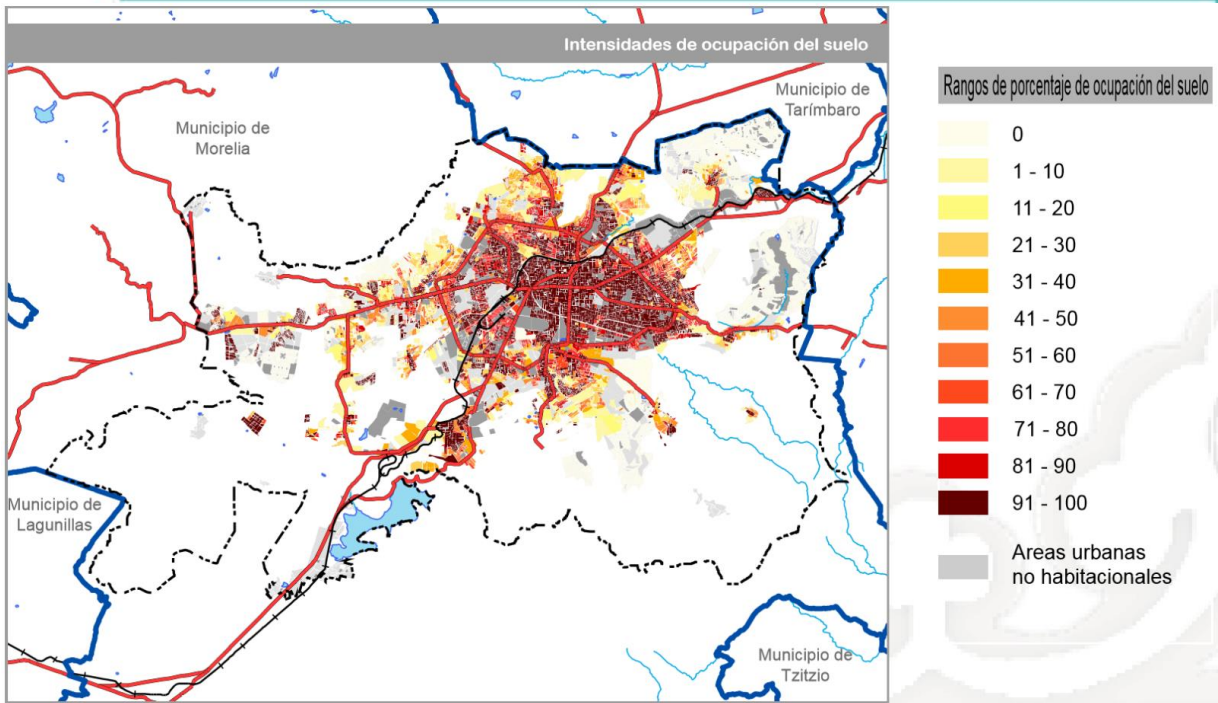 Intensidades de ocupación del suelo
Municipio de
Morelia
Municipio de
Tarímbaro
Municipio de
Lagunillas
Municipio de
Tzitzio
Rangos de porcentaje de ocupación del suelo
0
1 - 10
11 - 20
21 - 30
31 - 40
41 - 50
51 - 60
61 - 70
71 - 80
81 - 90
91 - 100
Areas urbanas
no habitacionales